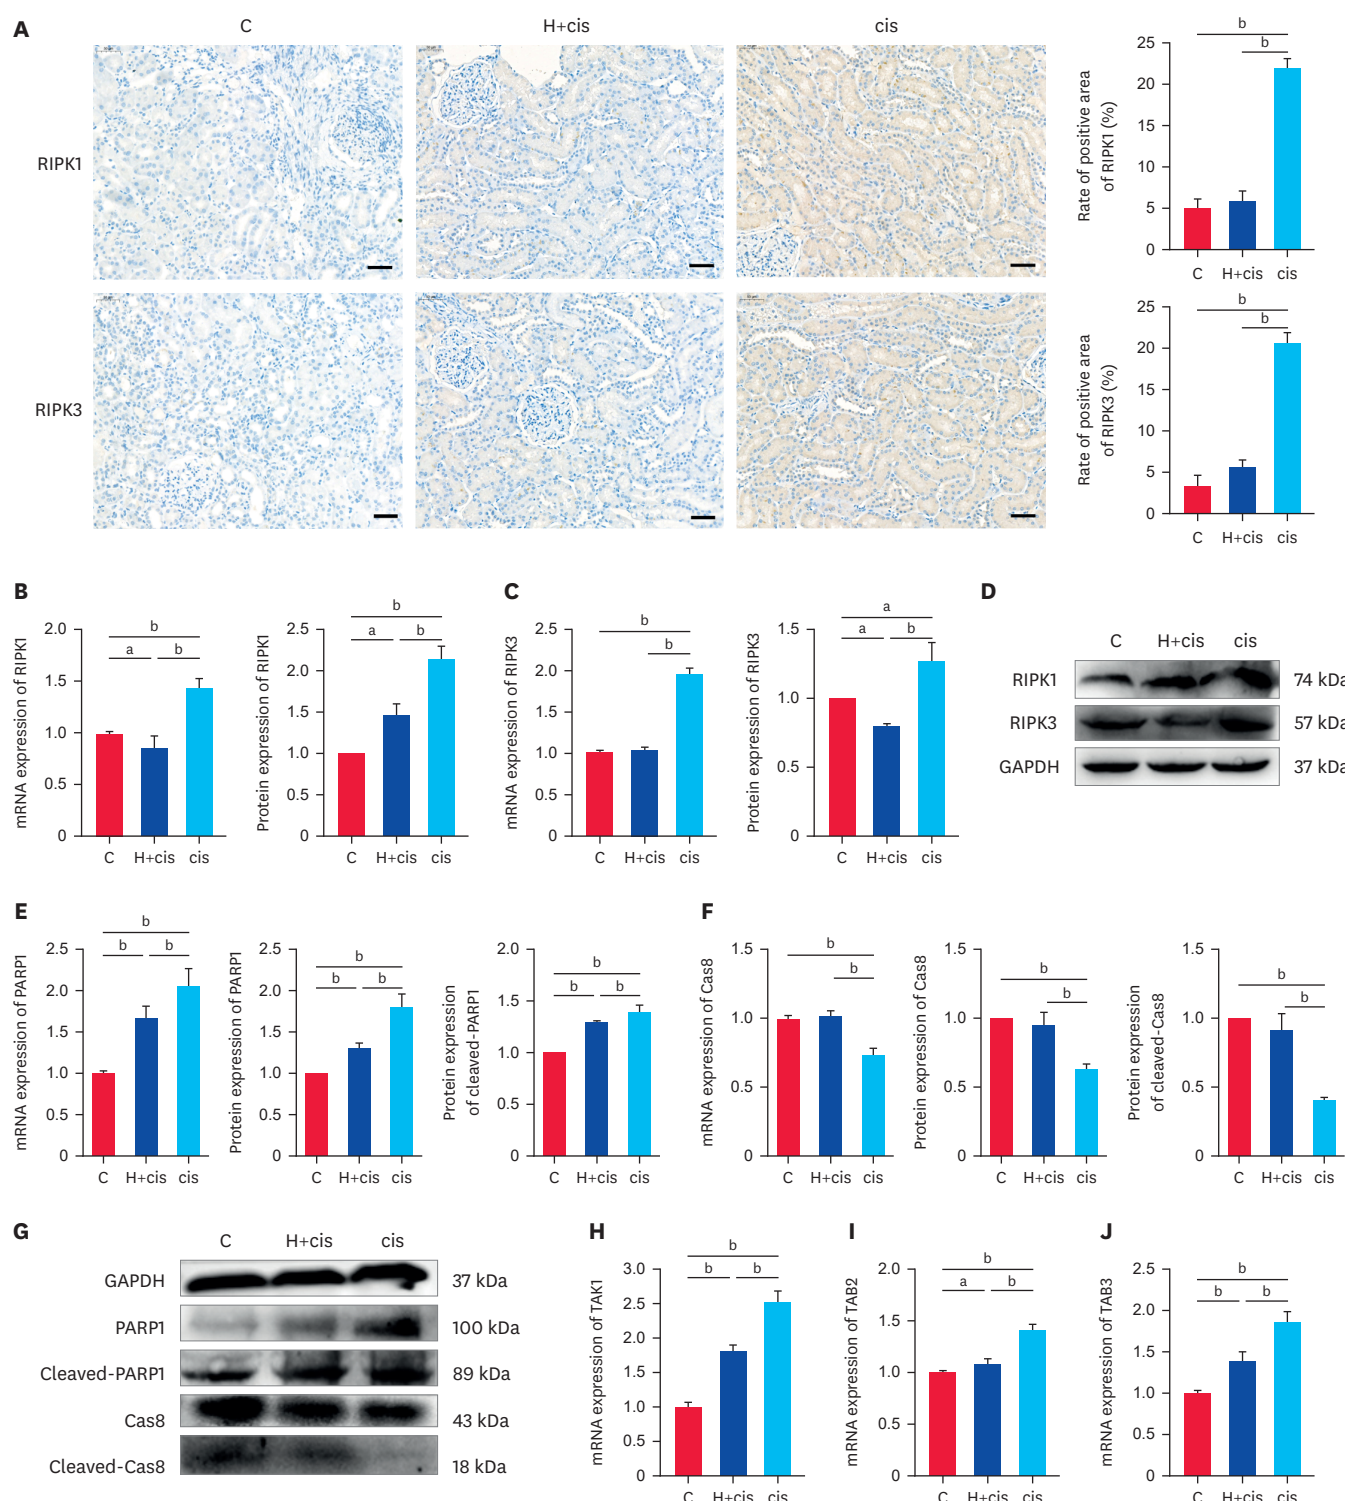 A
C
H+cis
cis
RIPK1
RIPK3
Rate of positive area
of RIPK1 (%)
25
20
15
10
5
0
b
b
C
H+cis
cis
Rate of positive area
of RIPK3 (%)
25
20
15
10
5
0
b
b
C
H+cis
cis
B
mRNA expression of RIPK1
2.0
1.5
1.0
0.5
0
b
a
b
C
H+cis
cis
Protein expression of RIPK1
2.5
2.0
1.5
1.0
0.5
0
b
a
b
C
H+cis
cis
C
mRNA expression of RIPK3
2.5
2.0
1.5
1.0
0.5
0
b
b
C
H+cis
cis
Protein expression of RIPK3
1.5
1.0
0.5
0
a
a
b
C
H+cis
cis
D
C
H+cis
cis
RIPK1
74 kDa
RIPK3
57 kDa
GAPDH
37 kDa
E
mRNA expression of PARP1
2.5
2.0
1.5
1.0
0.5
0
b
b
b
C
H+cis
cis
Protein expression of PARP1
2.5
2.0
1.5
1.0
0.5
0
b
b
b
C
H+cis
cis
Protein expression
of cleaved-PARP1
2.0
1.5
1.0
0.5
0
b
b
b
C
H+cis
cis
F
mRNA expression of Cas8
1.5
1.0
0.5
0
b
b
C
H+cis
cis
Protein expression of Cas8
1.5
1.0
0.5
0
b
b
C
H+cis
cis
Protein expression
of cleaved-Cas8
1.5
1.0
0.5
0
b
b
C
H+cis
cis
G
C
H+cis
cis
GAPDH
37 kDa
PARP1
100 kDa
Cleaved-PARP1
89 kDa
Cas8
43 kDa
Cleaved-Cas8
18 kDa
H
mRNA expression of TAK1
3.0
2.5
2.0
1.5
1.0
0.5
0
b
b
b
C
H+cis
cis
I
mRNA expression of TAB2
2.0
1.5
1.0
0.5
0
b
a
b
C
H+cis
cis
J
mRNA expression of TAB3
2.5
2.0
1.5
1.0
0.5
0
b
b
b
C
H+cis
cis